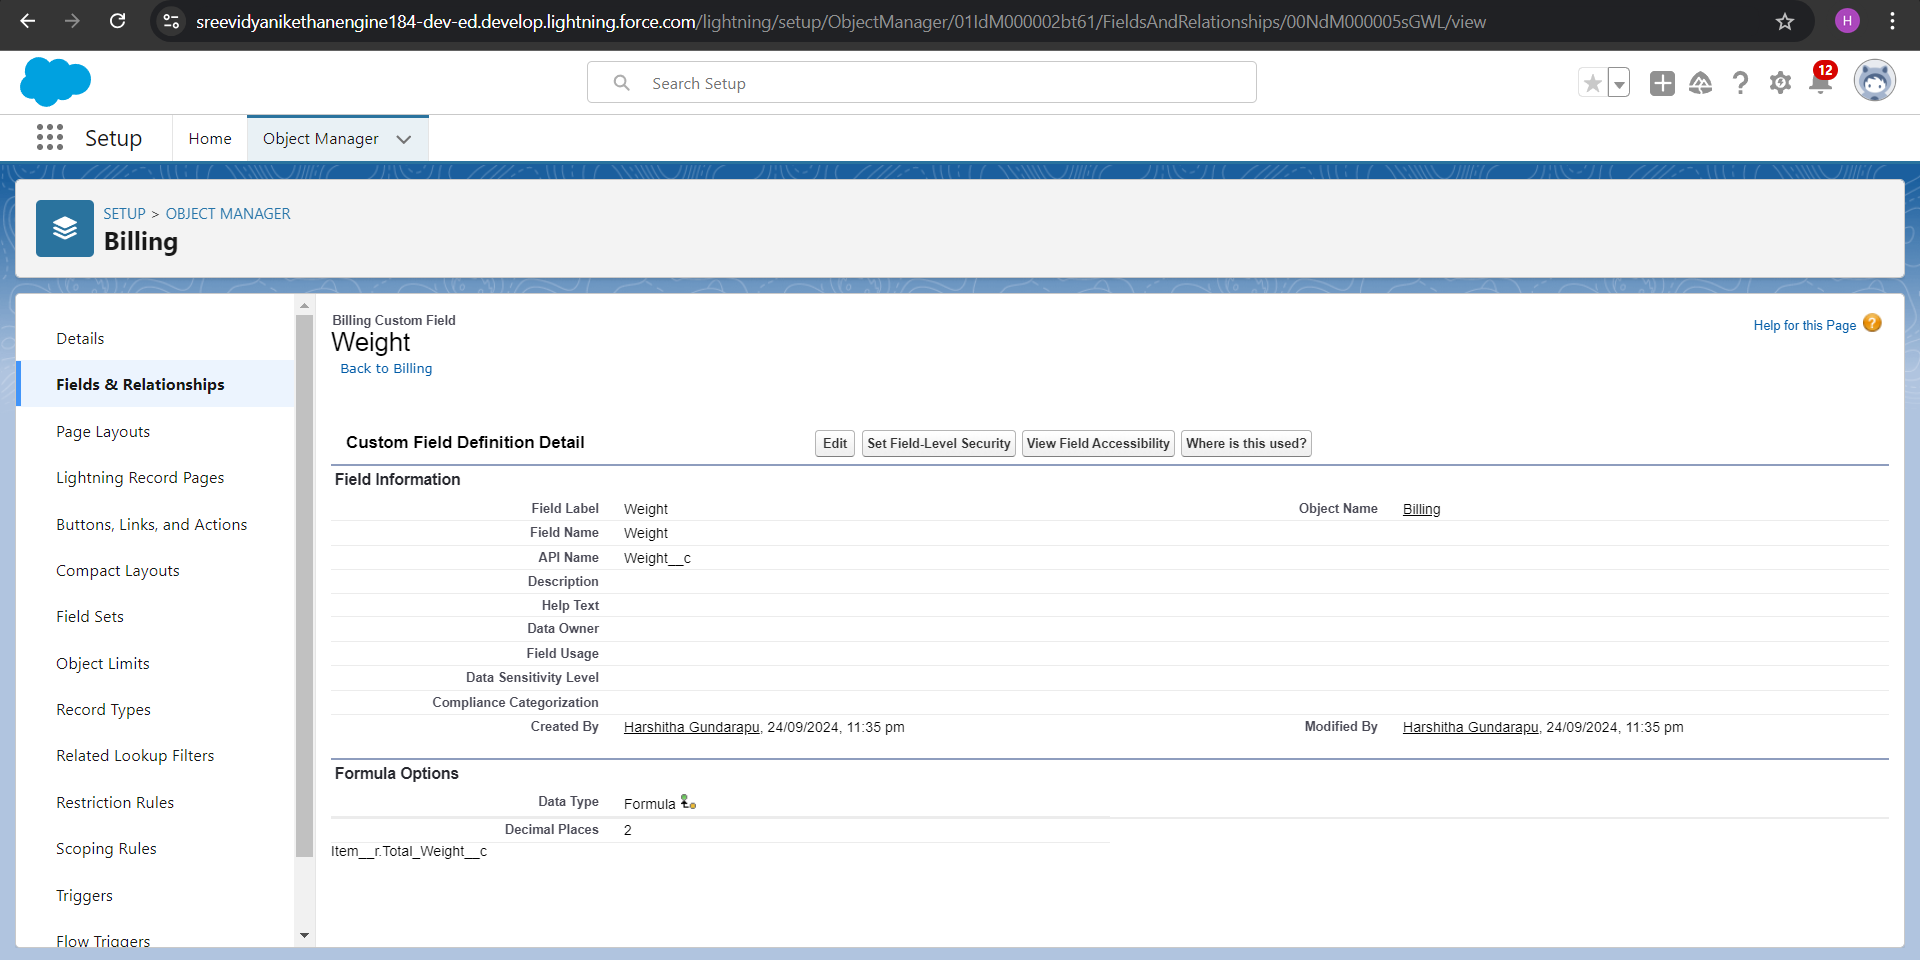 sreevidyanikethanengine184-dev-ed.develop.lightning.force.com/lightning/setup/ObjectManager/01IdM000002bt61/FieldsAndRelationships/00NdM000005sGWL/view
H
Search Setup
12
Setup
Home
Object Manager
SETUP > OBJECT MANAGER
Billing
Details
Fields & Relationships
Page Layouts
Lightning Record Pages
Buttons, Links, and Actions
Compact Layouts
Field Sets
Object Limits
Record Types
Related Lookup Filters
Restriction Rules
Scoping Rules
Triggers
Flow Triggers
Billing Custom Field
Weight
Back to Billing
Help for this Page ?
Custom Field Definition Detail
Edit Set Field-Level Security View Field Accessibility Where is this used?
Field Information
Field Label Weight Object Name Billing
Field Name Weight
API Name Weight__c
Description
Help Text
Data Owner
Field Usage
Data Sensitivity Level
Compliance Categorization
Created By Harshitha Gundarapu, 24/09/2024, 11:35 pm Modified By Harshitha Gundarapu, 24/09/2024, 11:35 pm
Formula Options
Data Type Formula
Decimal Places 2
Item__r.Total_Weight__c